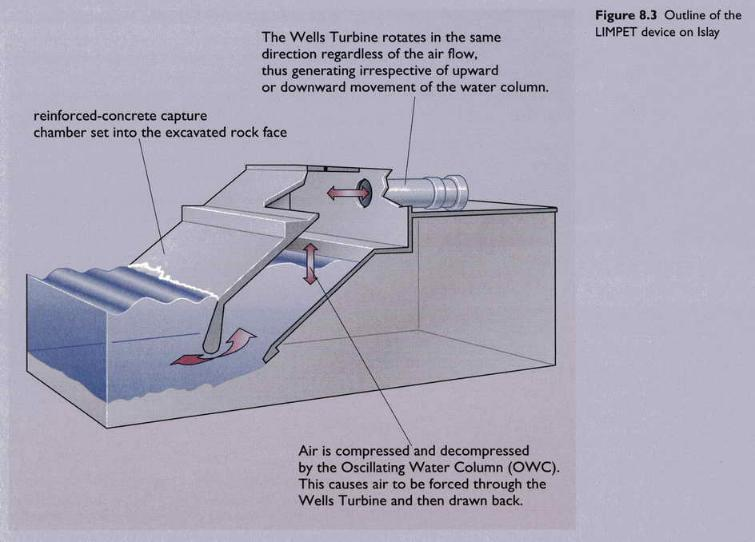 Figure 8.3 Outline of the
LIMPET device on Islay
The Wells Turbine rotates in the same
direction regardless of the air flow,
thus generating irrespective of upward
or downward movement of the water column.
reinforced-concrete capture
chamber set into the excavated rock face
Air is compressed and decompressed
by the Oscillating Water Column (OWC).
This causes air to be forced through the
Wells Turbine and then drawn back.